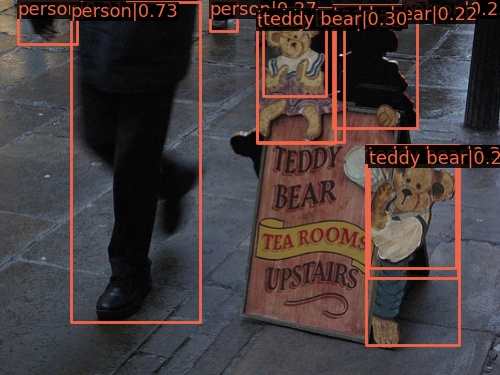 person|0.73
teddy bear|0.30
teddy bear|0.2
TEDDY
BEAR
TEA ROOMS
UPSTAIRS